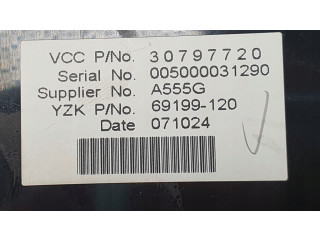 VCC P/No. 30797720
Serial No. 005000031290
Supplier No. A555G
YZK P/No. 69199-120
Date 071024